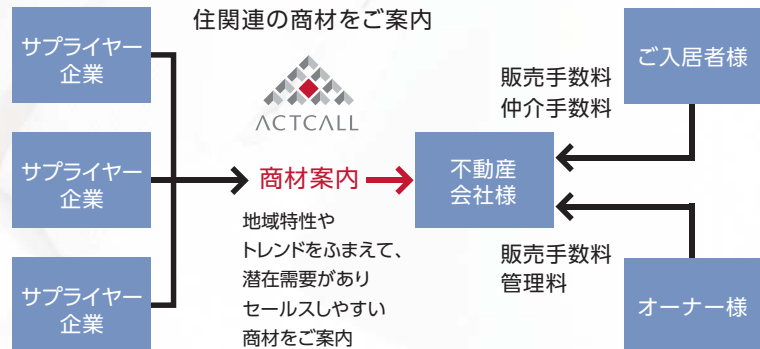 住関連の商材をご案内
サプライヤー
企業
サプライヤー
企業
サプライヤー
企業
ACTCALL
商材案内
地域特性や
トレンドをふまえて、
潜在需要があり
セールスしやすい
商材をご案内
不動産
会社様
販売手数料
仲介手数料
ご入居者様
販売手数料
管理料
オーナー様